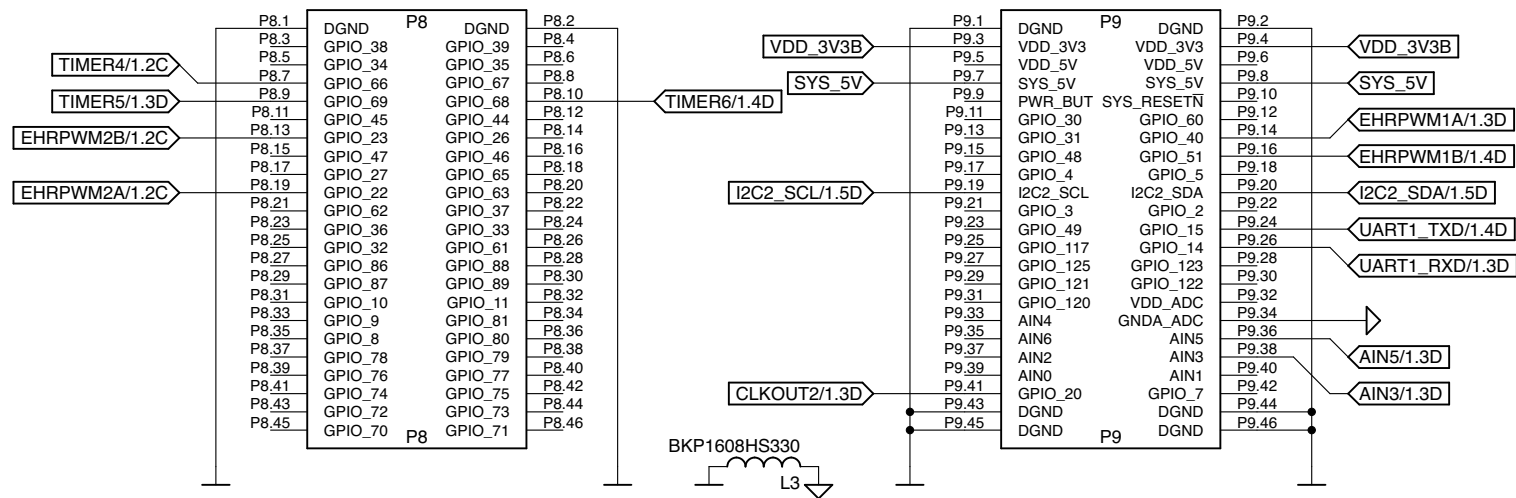 P8.1 P8 P8.2
DGND DGND
P8.3 GPIO_38 GPIO_39 P8.4
P8.5 GPIO_34 GPIO_35 P8.6
TIMER4/1.2C
P8.7 GPIO_66 GPIO_67 P8.8
TIMER5/1.3D P8.9 GPIO_69 GPIO_68 P8.10 TIMER6/1.4D
P8.11 GPIO_45 GPIO_44 P8.12
EHRPWM2B/1.2C P8.13 GPIO_23 GPIO_26 P8.14
P8.15 GPIO_47 GPIO_46 P8.16
P8.17 GPIO_27 GPIO_65 P8.18
EHRPWM2A/1.2C P8.19 GPIO_22 GPIO_63 P8.20
P8.21 GPIO_62 GPIO_37 P8.22
P8.23 GPIO_36 GPIO_33 P8.24
P8.25 GPIO_32 GPIO_61 P8.26
P8.27 GPIO_86 GPIO_88 P8.28
P8.29 GPIO_87 GPIO_89 P8.30
P8.31 GPIO_10 GPIO_11 P8.32
P8.33 GPIO_9 GPIO_81 P8.34
P8.35 GPIO_8 GPIO_80 P8.36
P8.37 GPIO_78 GPIO_79 P8.38
P8.39 GPIO_76 GPIO_77 P8.40
P8.41 GPIO_74 GPIO_75 P8.42
P8.43 GPIO_72 GPIO_73 P8.44
P8.45 GPIO_70 GPIO_71 P8.46
P8
BKP1608HS330
L3
P9.1 P9 P9.2
DGND DGND
VDD_3V3B P9.3 VDD_3V3 VDD_3V3 P9.4 VDD_3V3B
P9.5 VDD_5V VDD_5V P9.6
SYS_5V P9.7 SYS_5V SYS_5V P9.8 SYS_5V
P9.9 PWR_BUT SYS_RESETN P9.10
P9.11 GPIO_30 GPIO_60 P9.12
EHRPWM1A/1.3D
P9.13 GPIO_31 GPIO_40 P9.14
P9.15 GPIO_48 GPIO_51 P9.16 EHRPWM1B/1.4D
P9.17 GPIO_4 GPIO_5 P9.18
I2C2_SCL/1.5D P9.19 I2C2_SCL I2C2_SDA P9.20 I2C2_SDA/1.5D
P9.21 GPIO_3 GPIO_2 P9.22
P9.23 GPIO_49 GPIO_15 P9.24 UART1_TXD/1.4D
P9.25 GPIO_117 GPIO_14 P9.26
UART1_RXD/1.3D
P9.27 GPIO_125 GPIO_123 P9.28
P9.29 GPIO_121 GPIO_122 P9.30
P9.31 GPIO_120 VDD_ADC P9.32
P9.33 AIN4 GNDA_ADC P9.34
P9.35 AIN6 AIN5 P9.36
AIN5/1.3D
P9.37 AIN2 AIN3 P9.38
P9.39 AIN0 AIN1 P9.40
CLKOUT2/1.3D P9.41 GPIO_20 GPIO_7 P9.42 AIN3/1.3D
P9.43 DGND DGND P9.44
P9.45 DGND DGND P9.46
P9